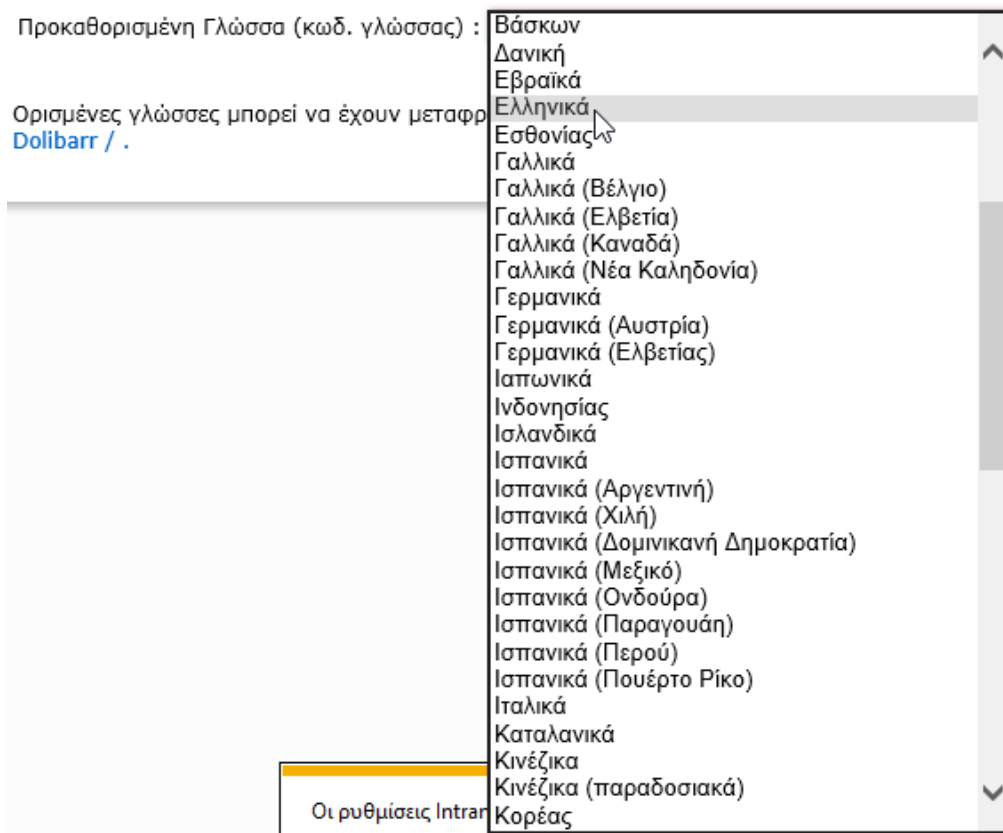 Προκαθορισμένη Γλώσσα (κωδ. γλώσσας) :
Βάσκων
Δανική
Εβραϊκά
Ελληνικά
Εσθονίας
Γαλλικά
Γαλλικά (Βέλγιο)
Γαλλικά (Ελβετία)
Γαλλικά (Καναδά)
Γαλλικά (Νέα Καληδονία)
Γερμανικά
Γερμανικά (Αυστρία)
Γερμανικά (Ελβετίας)
Ιαπωνικά
Ινδονησίας
Ισλανδικά
Ισπανικά
Ισπανικά (Αργεντινή)
Ισπανικά (Χιλή)
Ισπανικά (Δομινικανή Δημοκρατία)
Ισπανικά (Μεξικό)
Ισπανικά (Ονδούρα)
Ισπανικά (Παραγουάη)
Ισπανικά (Περού)
Ισπανικά (Πουέρτο Ρίκο)
Ιταλικά
Καταλανικά
Κινέζικα
Κινέζικα (παραδοσιακά)
Κορέας
Ορισμένες γλώσσες μπορεί να έχουν μεταφρ
Dolibarr / .
Οι ρυθμίσεις Intran